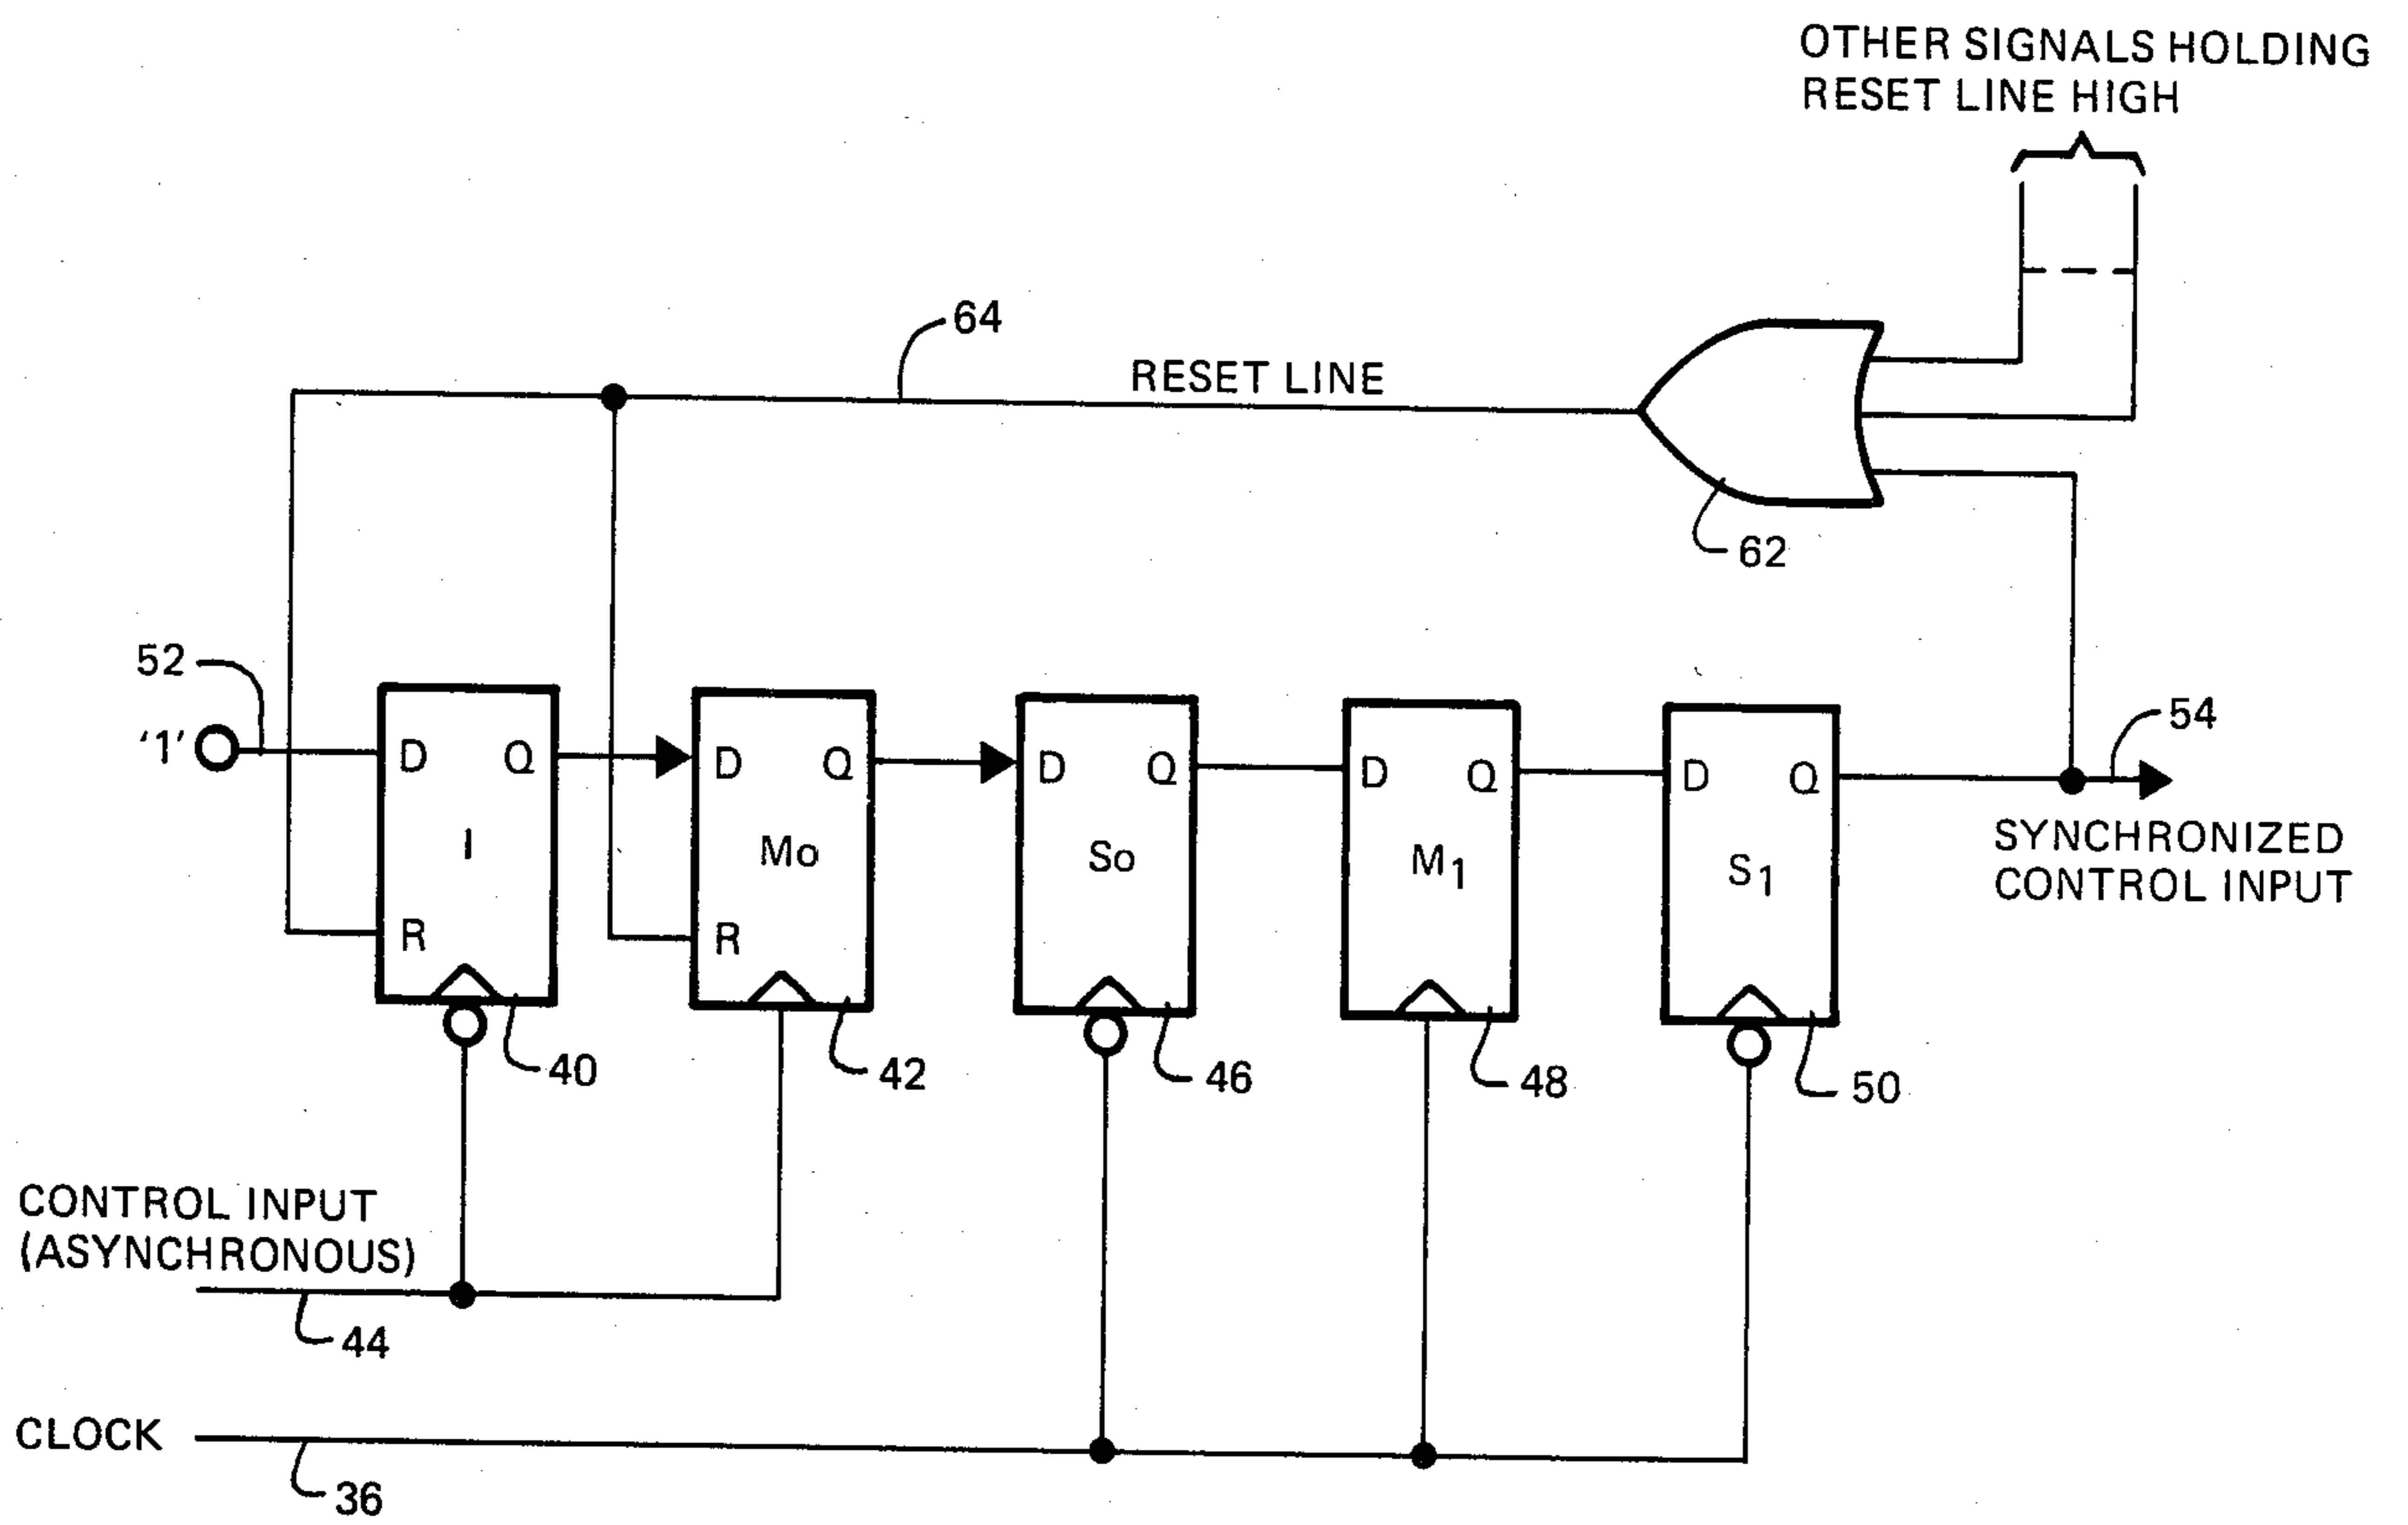 OTHER SIGNALS HOLDING
RESET LINE HIGH
64
RESET LINE
62
52
'1'
D Q
I
R
40
D Q
Mo
R
42
D Q
So
46
D Q
M1
48
D Q
S1
50
54
SYNCHRONIZED
CONTROL INPUT
CONTROL INPUT
(ASYNCHRONOUS)
44
CLOCK
36